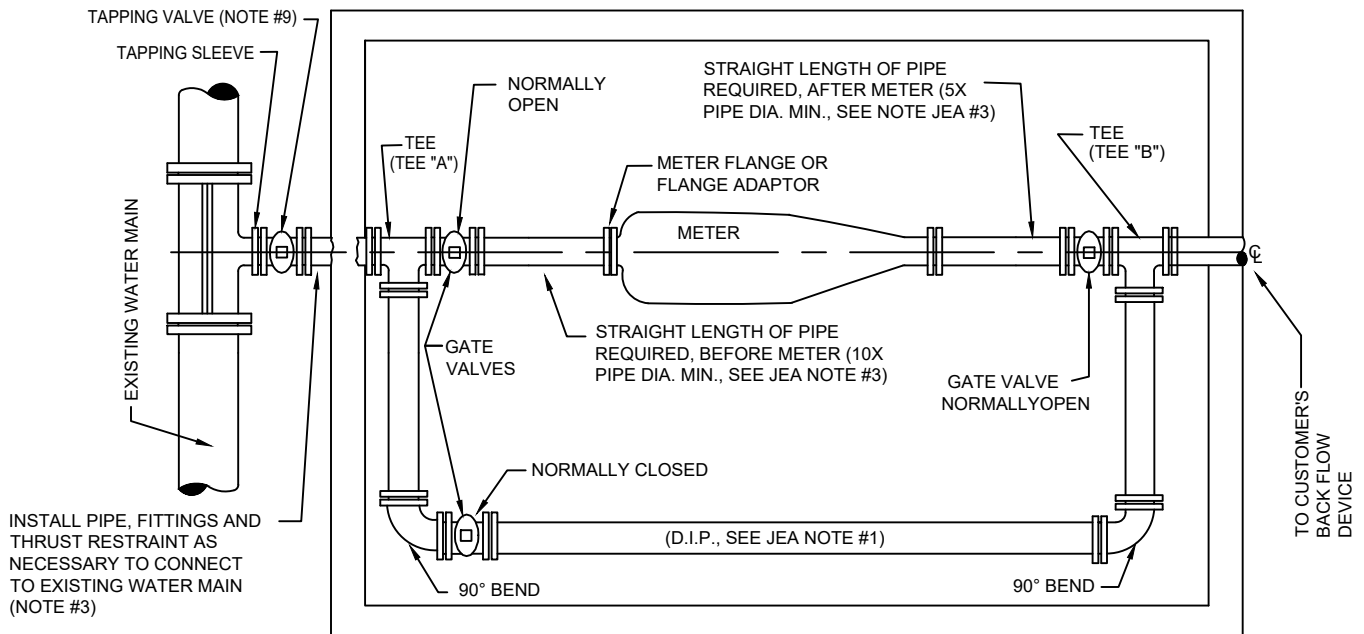 TAPPING VALVE (NOTE #9)
TAPPING SLEEVE
NORMALLY
OPEN
STRAIGHT LENGTH OF PIPE
REQUIRED, AFTER METER (5X
PIPE DIA. MIN., SEE NOTE JEA #3)
TEE
(TEE "A")
TEE
(TEE "B")
METER FLANGE OR
FLANGE ADAPTOR
METER
EXISTING WATER MAIN
℄
GATE
VALVES
STRAIGHT LENGTH OF PIPE
REQUIRED, BEFORE METER (10X
PIPE DIA. MIN., SEE JEA NOTE #3)
GATE VALVE
NORMALLYOPEN
TO CUSTOMER'S
BACK FLOW
DEVICE
NORMALLY CLOSED
INSTALL PIPE, FITTINGS AND
THRUST RESTRAINT AS
NECESSARY TO CONNECT
TO EXISTING WATER MAIN
(NOTE #3)
(D.I.P., SEE JEA NOTE #1)
90° BEND
90° BEND